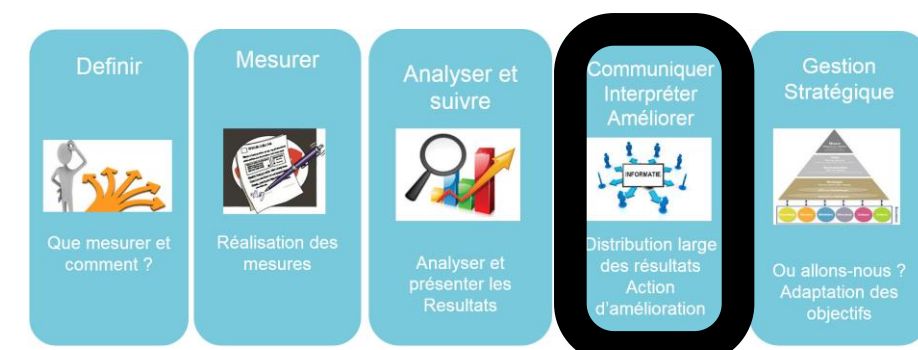 Definir
Que mesurer et
comment ?
Mesurer
Réalisation des
mesures
Analyser et
suivre
Analyser et
présenter les
Resultats
Communiquer
Interpréter
Améliorer
INFORMATIE
Distribution large
des résultats
Action
d'amélioration
Gestion
Stratégique
Ou allons-nous ?
Adaptation des
objectifs